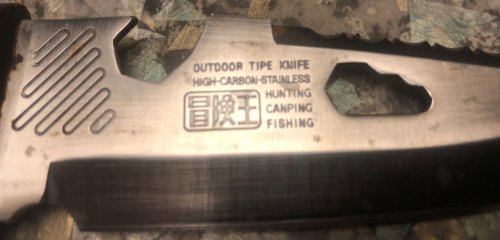 OUTDOOR TIPE KNIFE
HIGH-CARBON-STAINLESS
冒険王
HUNTING
CANPING
FISHING